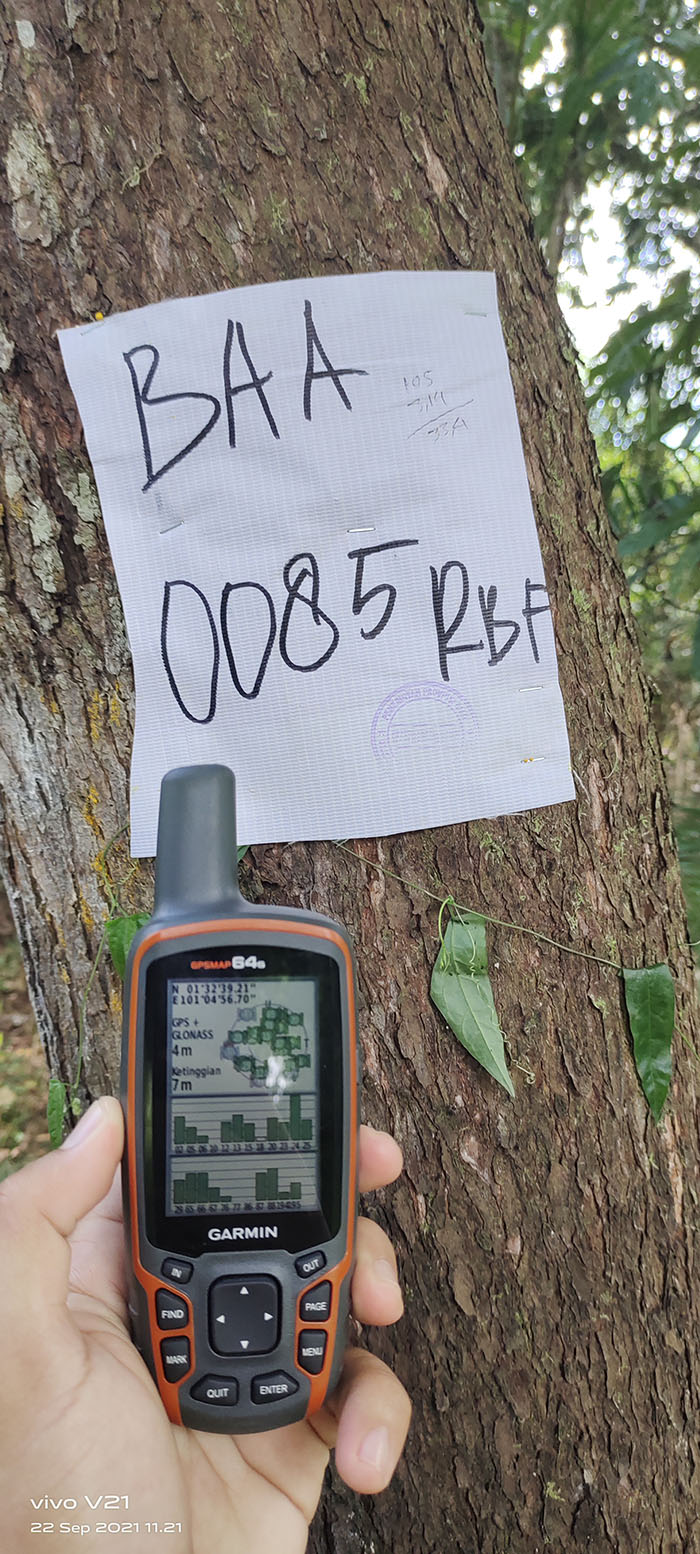 BAA
105
0085 RBF
GPSMAP 64s
N 01°32'39.21"
E 101°04'56.70"
GPS +
GLONASS
4m
Ketinggian
7m
GARMIN
IN
OUT
FIND
PAGE
MARK
MENU
QUIT
ENTER
vivo V21
22 Sep 2021 11.21